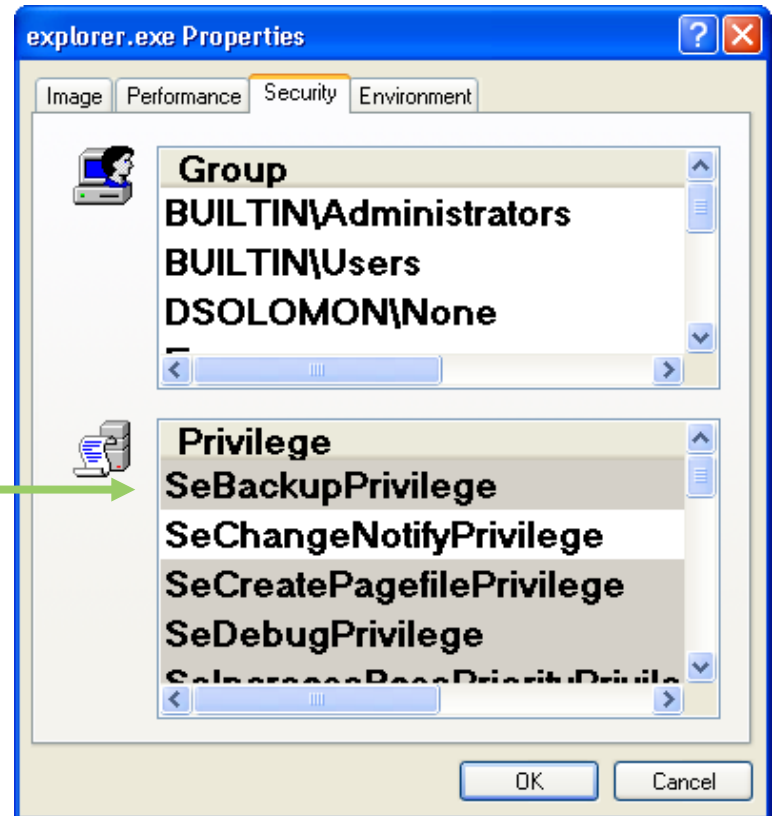 explorer.exe Properties
Image Performance Security Environment
Group
BUILTIN\Administrators
BUILTIN\Users
DSOLOMON\None
Privilege
SeBackupPrivilege
SeChangeNotifyPrivilege
SeCreatePagefilePrivilege
SeDebugPrivilege
OK Cancel